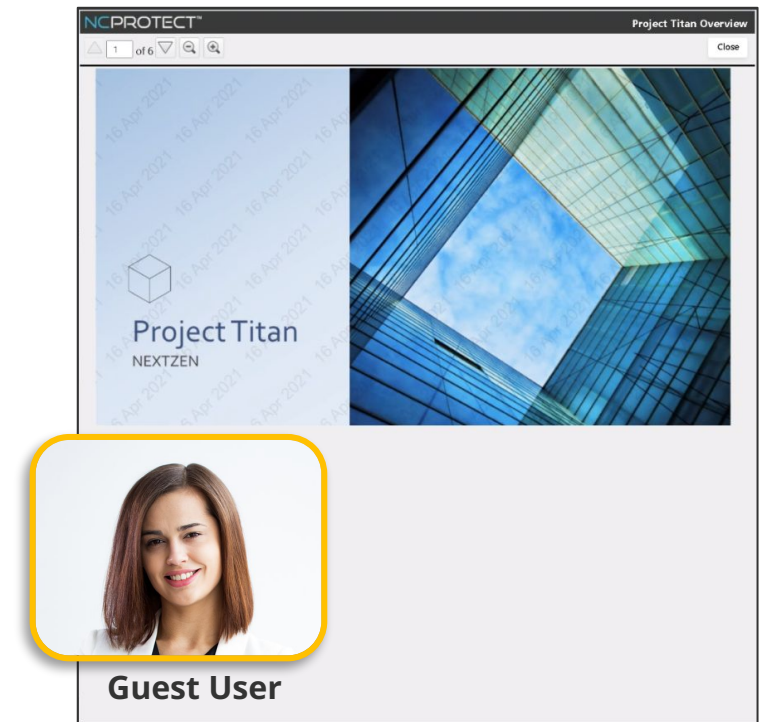 NCPROTECT™
Project Titan Overview
1 of 6
Close
16 Apr 2021
Project Titan
NEXTZEN
Guest User